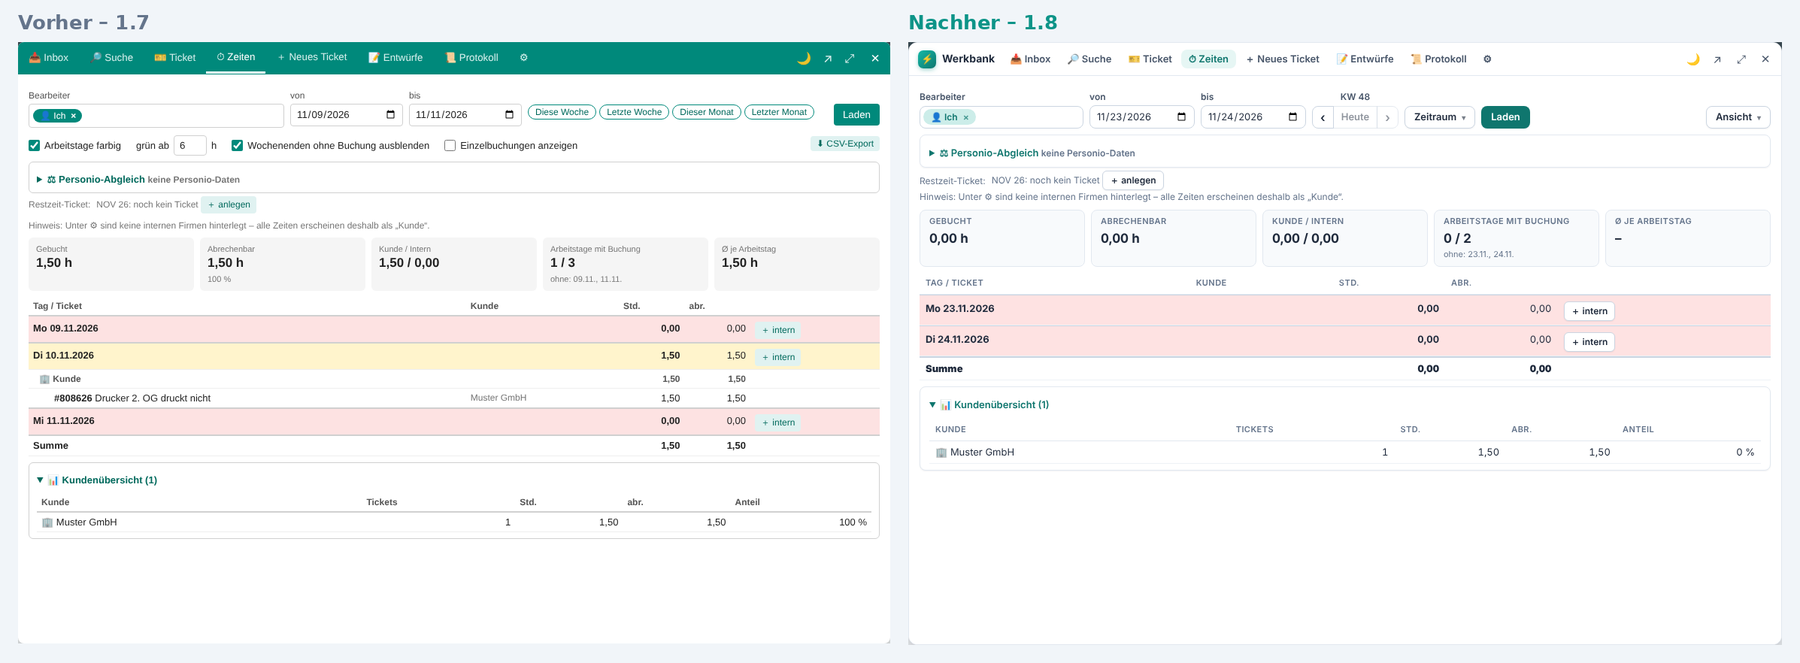 Vorher – 1.7
📥 Inbox 🔎 Suche 🎫 Ticket ⏱ Zeiten + Neues Ticket 📝 Entwürfe 📜 Protokoll ⚙ 🌙 ↗ ⤢ ✕
Bearbeiter von bis
👤 Ich × 11/09/2026 11/11/2026 Diese Woche Letzte Woche Dieser Monat Letzter Monat Laden
Arbeitstage farbig grün ab 6 h Wochenenden ohne Buchung ausblenden Einzelbuchungen anzeigen ⬇ CSV-Export
▶ ⚖ Personio-Abgleich keine Personio-Daten
Restzeit-Ticket: NOV 26: noch kein Ticket + anlegen
Hinweis: Unter ⚙ sind keine internen Firmen hinterlegt – alle Zeiten erscheinen deshalb als „Kunde“.
Gebucht Abrechenbar Kunde / Intern Arbeitstage mit Buchung Ø je Arbeitstag
1,50 h 1,50 h 1,50 / 0,00 1 / 3 1,50 h
100 % ohne: 09.11., 11.11.
Tag / Ticket Kunde Std. abr.
Mo 09.11.2026 0,00 0,00 + intern
Di 10.11.2026 1,50 1,50 + intern
🏢 Kunde 1,50 1,50
#808626 Drucker 2. OG druckt nicht Muster GmbH 1,50 1,50
Mi 11.11.2026 0,00 0,00 + intern
Summe 1,50 1,50
▼ 📊 Kundenübersicht (1)
Kunde Tickets Std. abr. Anteil
🏢 Muster GmbH 1 1,50 1,50 100 %
Nachher – 1.8
⚡ Werkbank 📥 Inbox 🔎 Suche 🎫 Ticket ⏱ Zeiten + Neues Ticket 📝 Entwürfe 📜 Protokoll ⚙ 🌙 ↗ ⤢ ✕
Bearbeiter von bis KW 48
👤 Ich × 11/23/2026 11/24/2026 ‹ Heute › Zeitraum ▾ Laden Ansicht ▾
▶ ⚖ Personio-Abgleich keine Personio-Daten
Restzeit-Ticket: NOV 26: noch kein Ticket + anlegen
Hinweis: Unter ⚙ sind keine internen Firmen hinterlegt – alle Zeiten erscheinen deshalb als „Kunde“.
GEBUCHT ABRECHENBAR KUNDE / INTERN ARBEITSTAGE MIT BUCHUNG Ø JE ARBEITSTAG
0,00 h 0,00 h 0,00 / 0,00 0 / 2 –
ohne: 23.11., 24.11.
TAG / TICKET KUNDE STD. ABR.
Mo 23.11.2026 0,00 0,00 + intern
Di 24.11.2026 0,00 0,00 + intern
Summe 0,00 0,00
▼ 📊 Kundenübersicht (1)
KUNDE TICKETS STD. ABR. ANTEIL
🏢 Muster GmbH 1 1,50 1,50 0 %